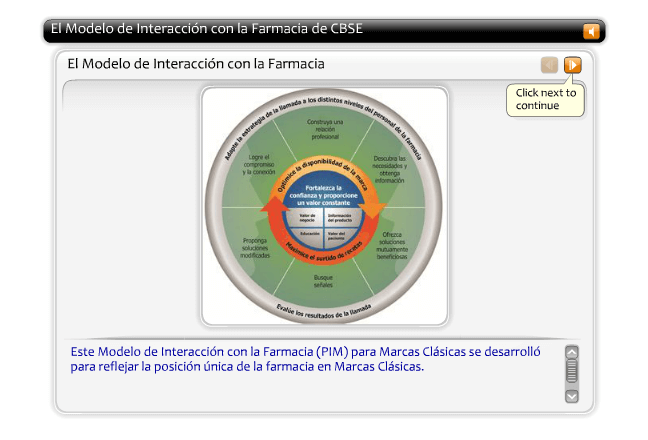 El Modelo de Interacción con la Farmacia de CBSE
El Modelo de Interacción con la Farmacia
Click next to
continue
Adapte la estrategia de la llamada a los distintos niveles del personal de la farmacia
Construya una
relación
profesional
Logre el
compromiso
y la conexión
Descubra las
necesidades y
obtenga
información
Optimice la disponibilidad de la marca
Fortalezca la
confianza y proporcione
un valor constante
Valor de
negocio
Información
del producto
Educación
Valor del
paciente
Proponga
soluciones
modificadas
Ofrezca
soluciones
mutuamente
beneficiosas
Maximice el surtido de recetas
Busque
señales
Evalúe los resultados de la llamada
Este Modelo de Interacción con la Farmacia (PIM) para Marcas Clásicas se desarrolló
para reflejar la posición única de la farmacia en Marcas Clásicas.